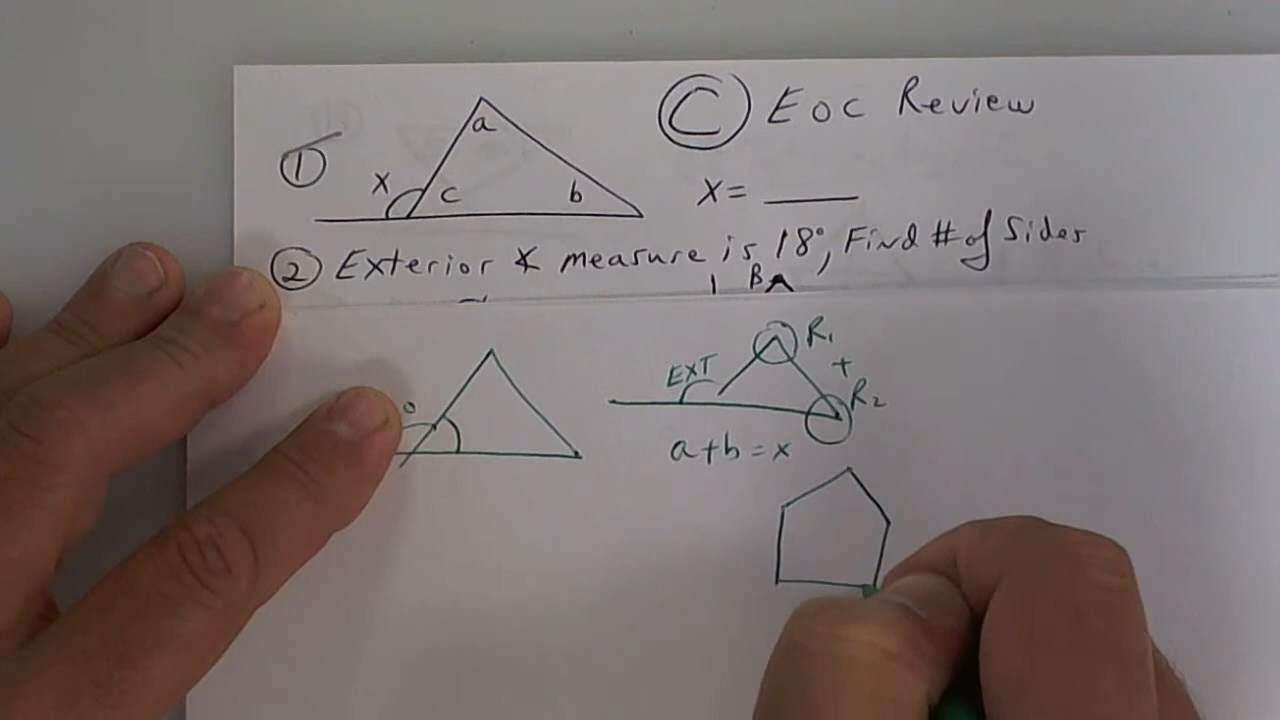 C EOC Review
1 x a c b x = ____
2 Exterior ∠ measure is 18°, Find # of Sides
EXT R1 + R2
a+b=x